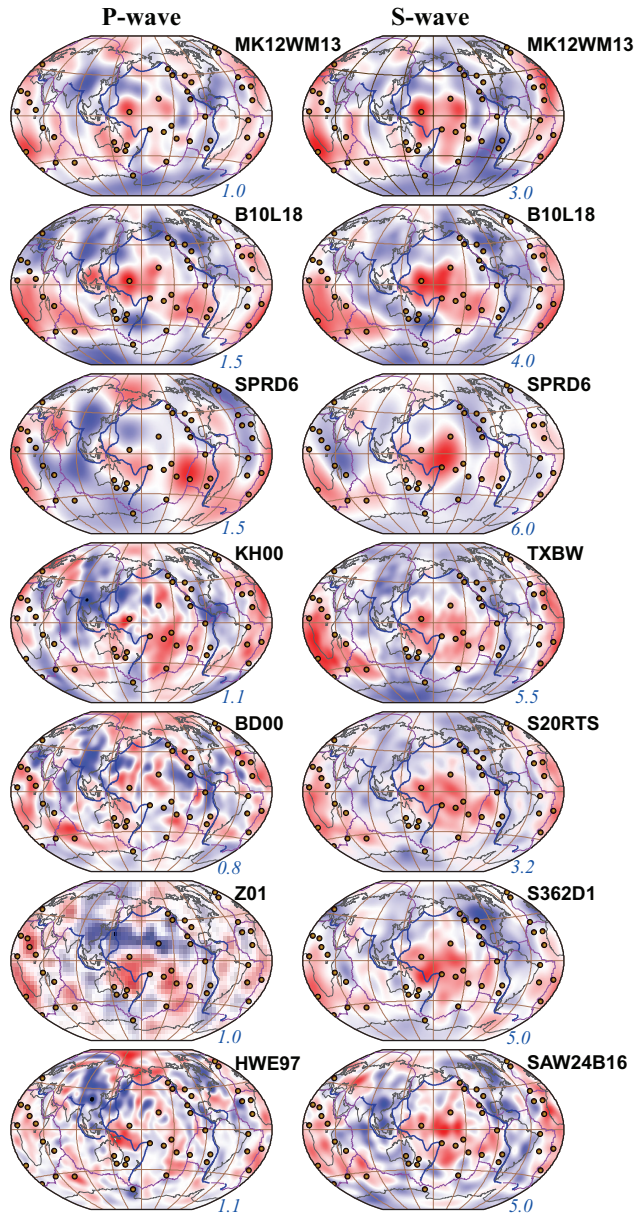 P-wave S-wave
MK12WM13 MK12WM13
1.0 3.0
B10L18 B10L18
1.5 4.0
SPRD6 SPRD6
1.5 6.0
KH00 TXBW
1.1 5.5
BD00 S20RTS
0.8 3.2
Z01 S362D1
1.0 5.0
HWE97 SAW24B16
1.1 5.0